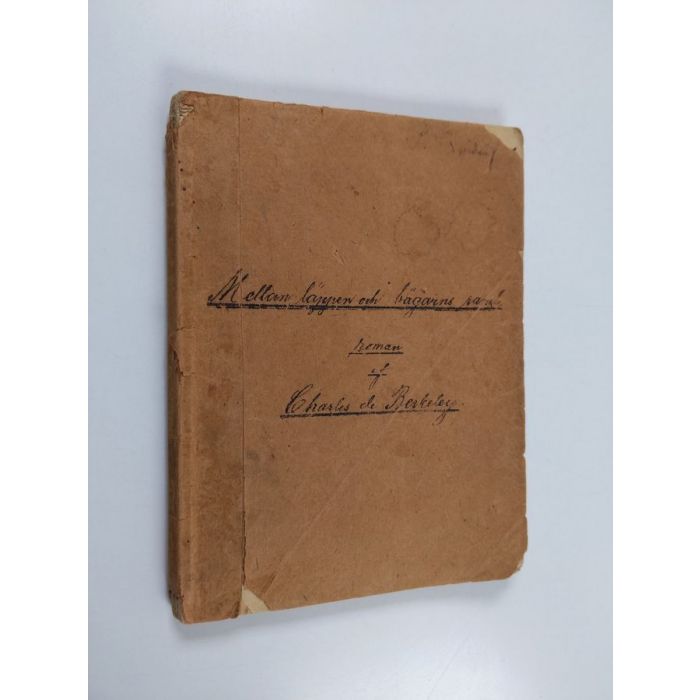 Mellan läppen och bägarns rand.
roman
af
Charles de Berkeley.